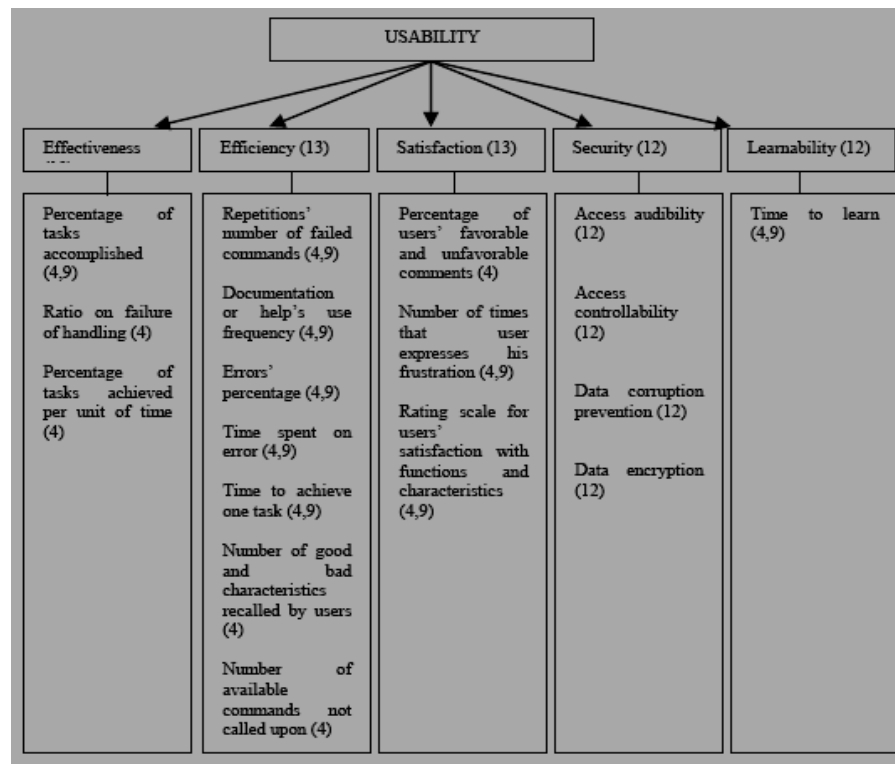 USABILITY
Effectiveness
Efficiency (13)
Satisfaction (13)
Security (12)
Learnability (12)
Percentage of
tasks
accomplished
(4,9)
Ratio on failure
of handling (4)
Percentage of
tasks achieved
per unit of time
(4)
Repetitions’
number of failed
commands (4,9)
Documentation
or help’s use
frequency (4,9)
Errors’
percentage (4,9)
Time spent on
error (4,9)
Time to achieve
one task (4,9)
Number of good
and bad
characteristics
recalled by users
(4)
Number of
available
commands not
called upon (4)
Percentage of
users’ favorable
and unfavorable
comments (4)
Number of times
that user
expresses his
frustration (4,9)
Rating scale for
users’
satisfaction with
functions and
characteristics
(4,9)
Access audibility
(12)
Access
controllability
(12)
Data corruption
prevention (12)
Data encryption
(12)
Time to learn
(4,9)